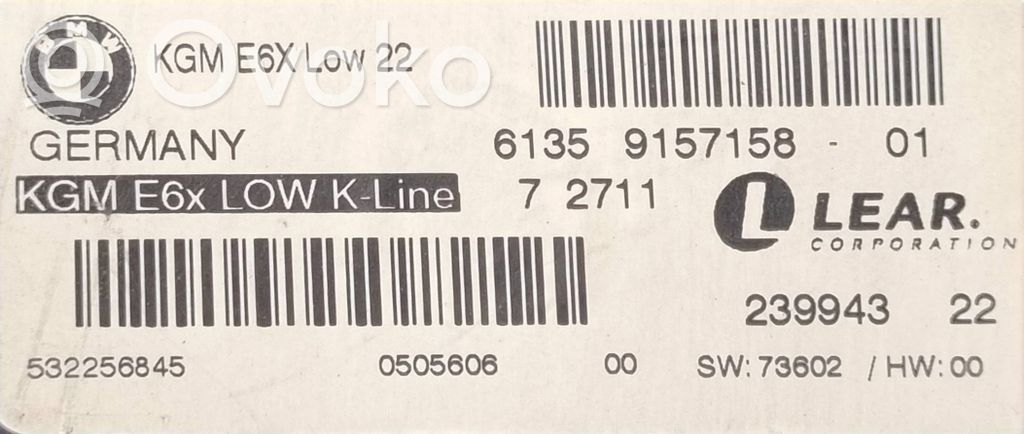 BMW KGM E6X Low 22
Ovoko
GERMANY 6135 9157158 - 01
KGM E6x LOW K-Line 7 2711
LEAR.
CORPORATION
239943 22
532256845 0505606 00 SW: 73602 / HW: 00